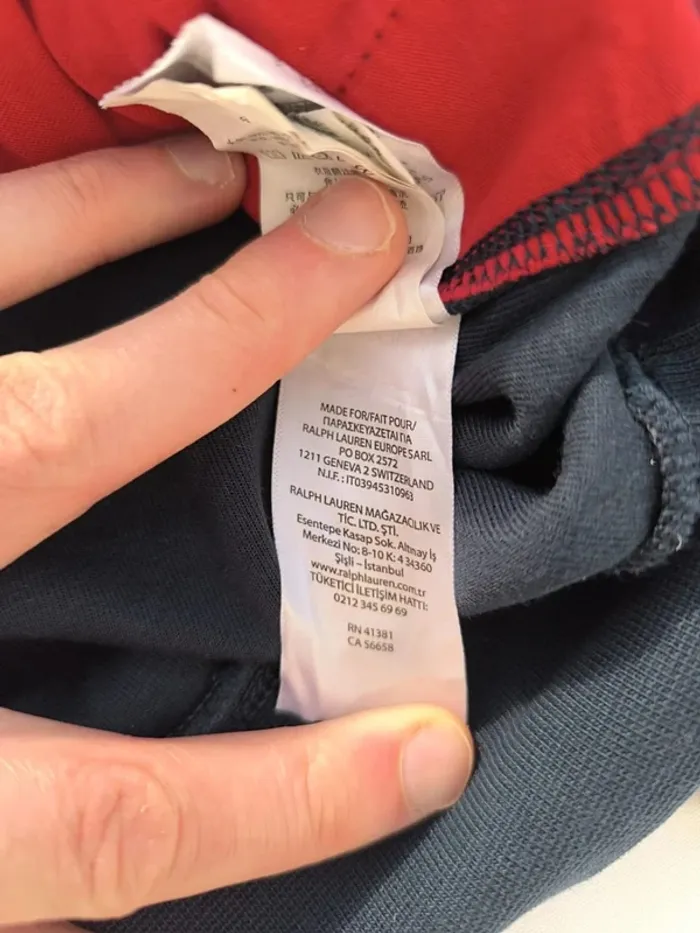 MADE FOR/FAIT POUR/
ΠΑΡΑΣΚΕΥΑΖΕΤΑΙ ΓΙΑ
RALPH LAUREN EUROPE SARL
PO BOX 2572
1211 GENEVA 2 SWITZERLAND
N.I.F. : IT03945310963
RALPH LAUREN MAĞAZACILIK VE
TİC. LTD. ŞTİ.
Esentepe Kasap Sok. Altnay İş
Merkezi No: 8-10 K: 4 34360
Şişli – İstanbul
www.ralphlauren.com.tr
TÜKETİCİ İLETİŞİM HATTI:
0212 345 69 69
RN 41381
CA 56658